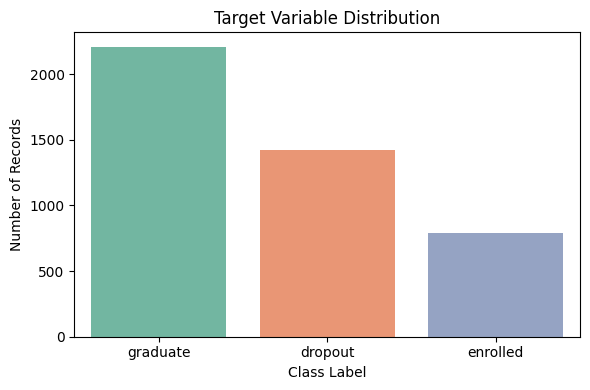 Target Variable Distribution
2000
1500
1000
500
0
Number of Records
graduate dropout enrolled
Class Label